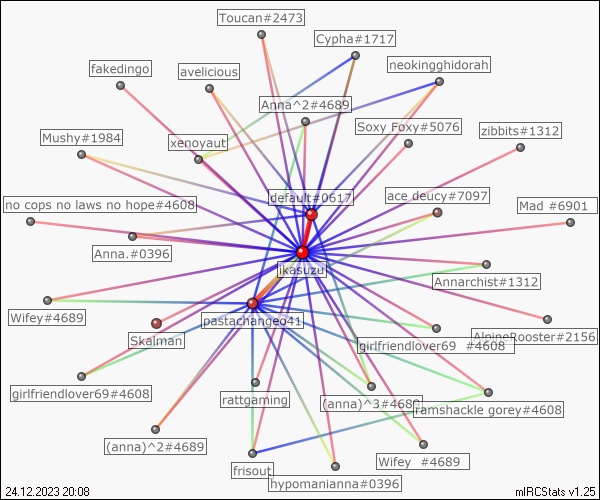 Toucan#2473
Cypha#1717
fakedingo
avelicious
neokingghidorah
Anna^2#4689
Soxy Foxy#5076
zibbits#1312
Mushy#1984
xenoyaut
no cops no laws no hope#4608
default#0617
ace.deucy#7097
Mad #6901
Anna.#0396
ikasuzu
Annarchist#1312
Wifey#4689
pastachangeo41
Skalman
girlfriendlover69 #4608
AlpineRooster#2156
girlfriendlover69#4608
rattgaming
(anna)^3#4689
ramshackle gorey#4608
(anna)^2#4689
frisout
hypomanianna#0396
Wifey #4689
24.12.2023 20:08
mIRCStats v1.25